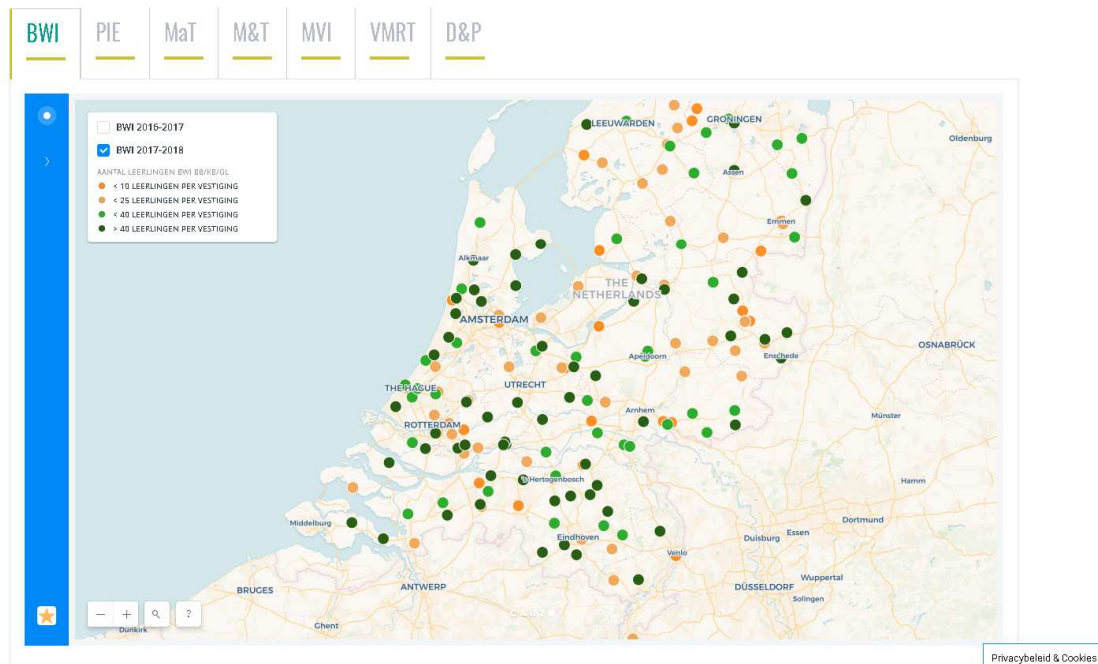 BWI PIE MaT M&T MVI VMRT D&P
BWI 2016-2017
BWI 2017-2018
AANTAL LEERLINGEN BWI BB/KB/GL
< 10 LEERLINGEN PER VESTIGING
< 25 LEERLINGEN PER VESTIGING
< 40 LEERLINGEN PER VESTIGING
> 40 LEERLINGEN PER VESTIGING
LEEUWARDEN
GRONINGEN
Oldenburg
Assen
Emmen
Alkmaar
THE
NETHERLANDS
AMSTERDAM
OSNABRÜCK
Apeldoorn
Enschede
THE HAGUE
UTRECHT
Arnhem
Münster
ROTTERDAM
's-Hertogenbosch
Hamm
Middelburg
Dortmund
Eindhoven
Essen
Duisburg
Venlo
Wuppertal
BRUGES
ANTWERP
DÜSSELDORF
Solingen
− + ?
Ghent
Dunkirk
Privacybeleid & Cookies